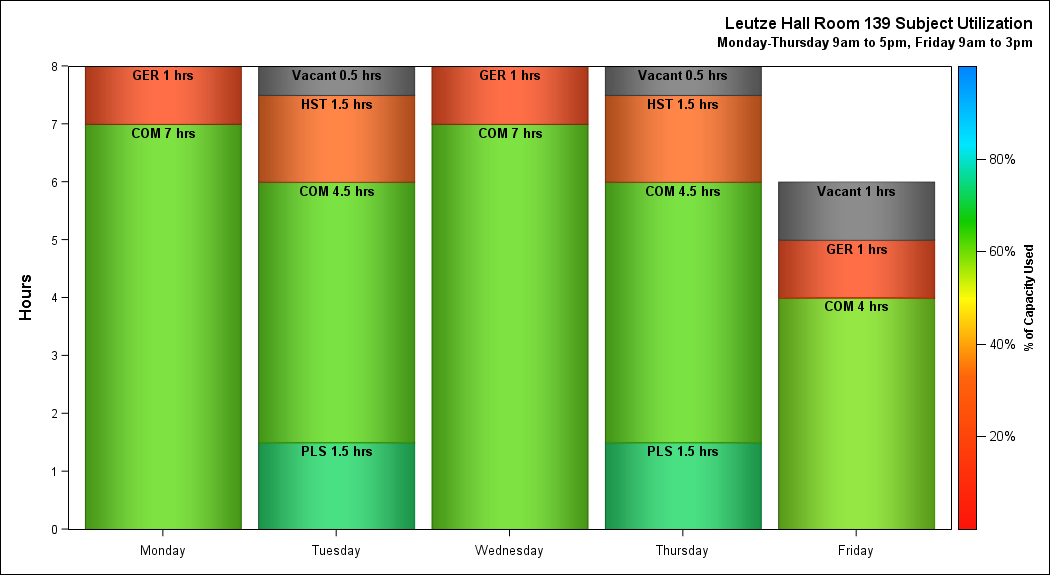 Leutze Hall Room 139 Subject Utilization
Monday-Thursday 9am to 5pm, Friday 9am to 3pm
Hours
8
7
6
5
4
3
2
1
0
GER 1 hrs
COM 7 hrs
Vacant 0.5 hrs
HST 1.5 hrs
COM 4.5 hrs
PLS 1.5 hrs
GER 1 hrs
COM 7 hrs
Vacant 0.5 hrs
HST 1.5 hrs
COM 4.5 hrs
PLS 1.5 hrs
Vacant 1 hrs
GER 1 hrs
COM 4 hrs
Monday
Tuesday
Wednesday
Thursday
Friday
80%
60%
40%
20%
% of Capacity Used